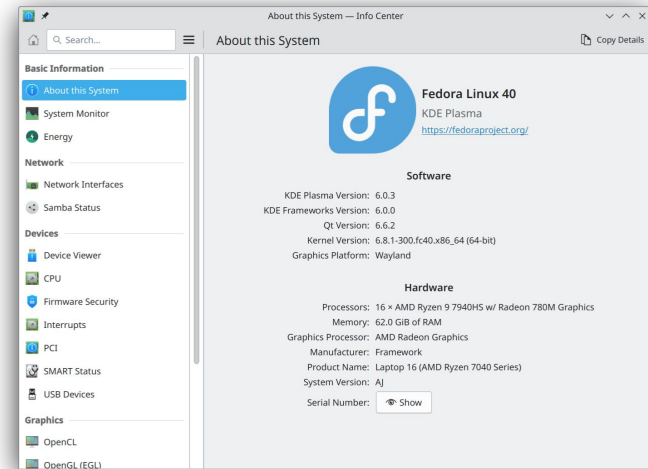 About this System — Info Center
Search...
About this System
Copy Details
Basic Information
About this System
System Monitor
Energy
Network
Network Interfaces
Samba Status
Devices
Device Viewer
CPU
Firmware Security
Interrupts
PCI
SMART Status
USB Devices
Graphics
OpenCL
OpenGL (EGL)
Fedora Linux 40
KDE Plasma
https://fedoraproject.org/
Software
KDE Plasma Version: 6.0.3
KDE Frameworks Version: 6.0.0
Qt Version: 6.6.2
Kernel Version: 6.8.1-300.fc40.x86_64 (64-bit)
Graphics Platform: Wayland
Hardware
Processors: 16 × AMD Ryzen 9 7940HS w/ Radeon 780M Graphics
Memory: 62.0 GiB of RAM
Graphics Processor: AMD Radeon Graphics
Manufacturer: Framework
Product Name: Laptop 16 (AMD Ryzen 7040 Series)
System Version: AJ
Serial Number: Show